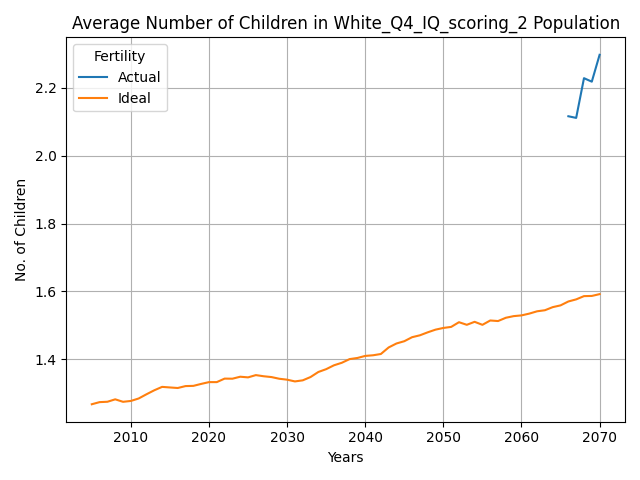 Average Number of Children in White_Q4_IQ_scoring_2 Population
Fertility
Actual
Ideal
No. of Children
2.2
2.0
1.8
1.6
1.4
2010 2020 2030 2040 2050 2060 2070
Years